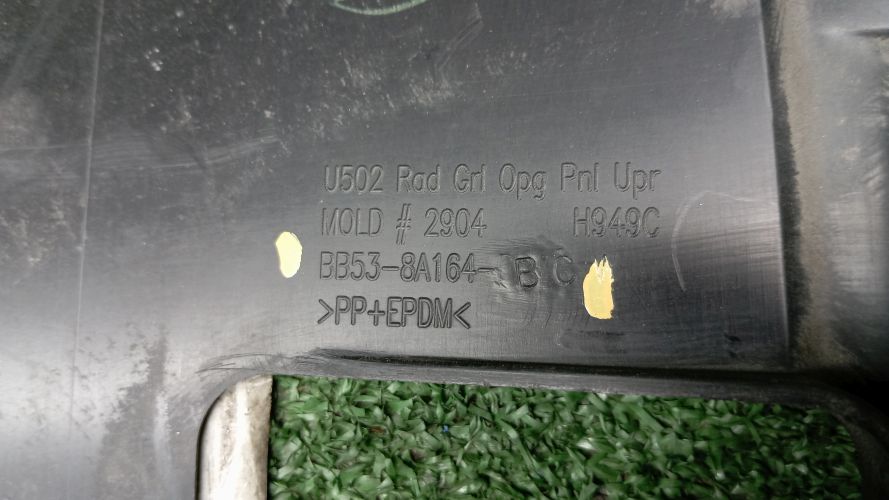 U502 Rad Grl Opg Pnl Upr
MOLD # 2904 H949C
BB53-8A164-BC
>PP+EPDM<